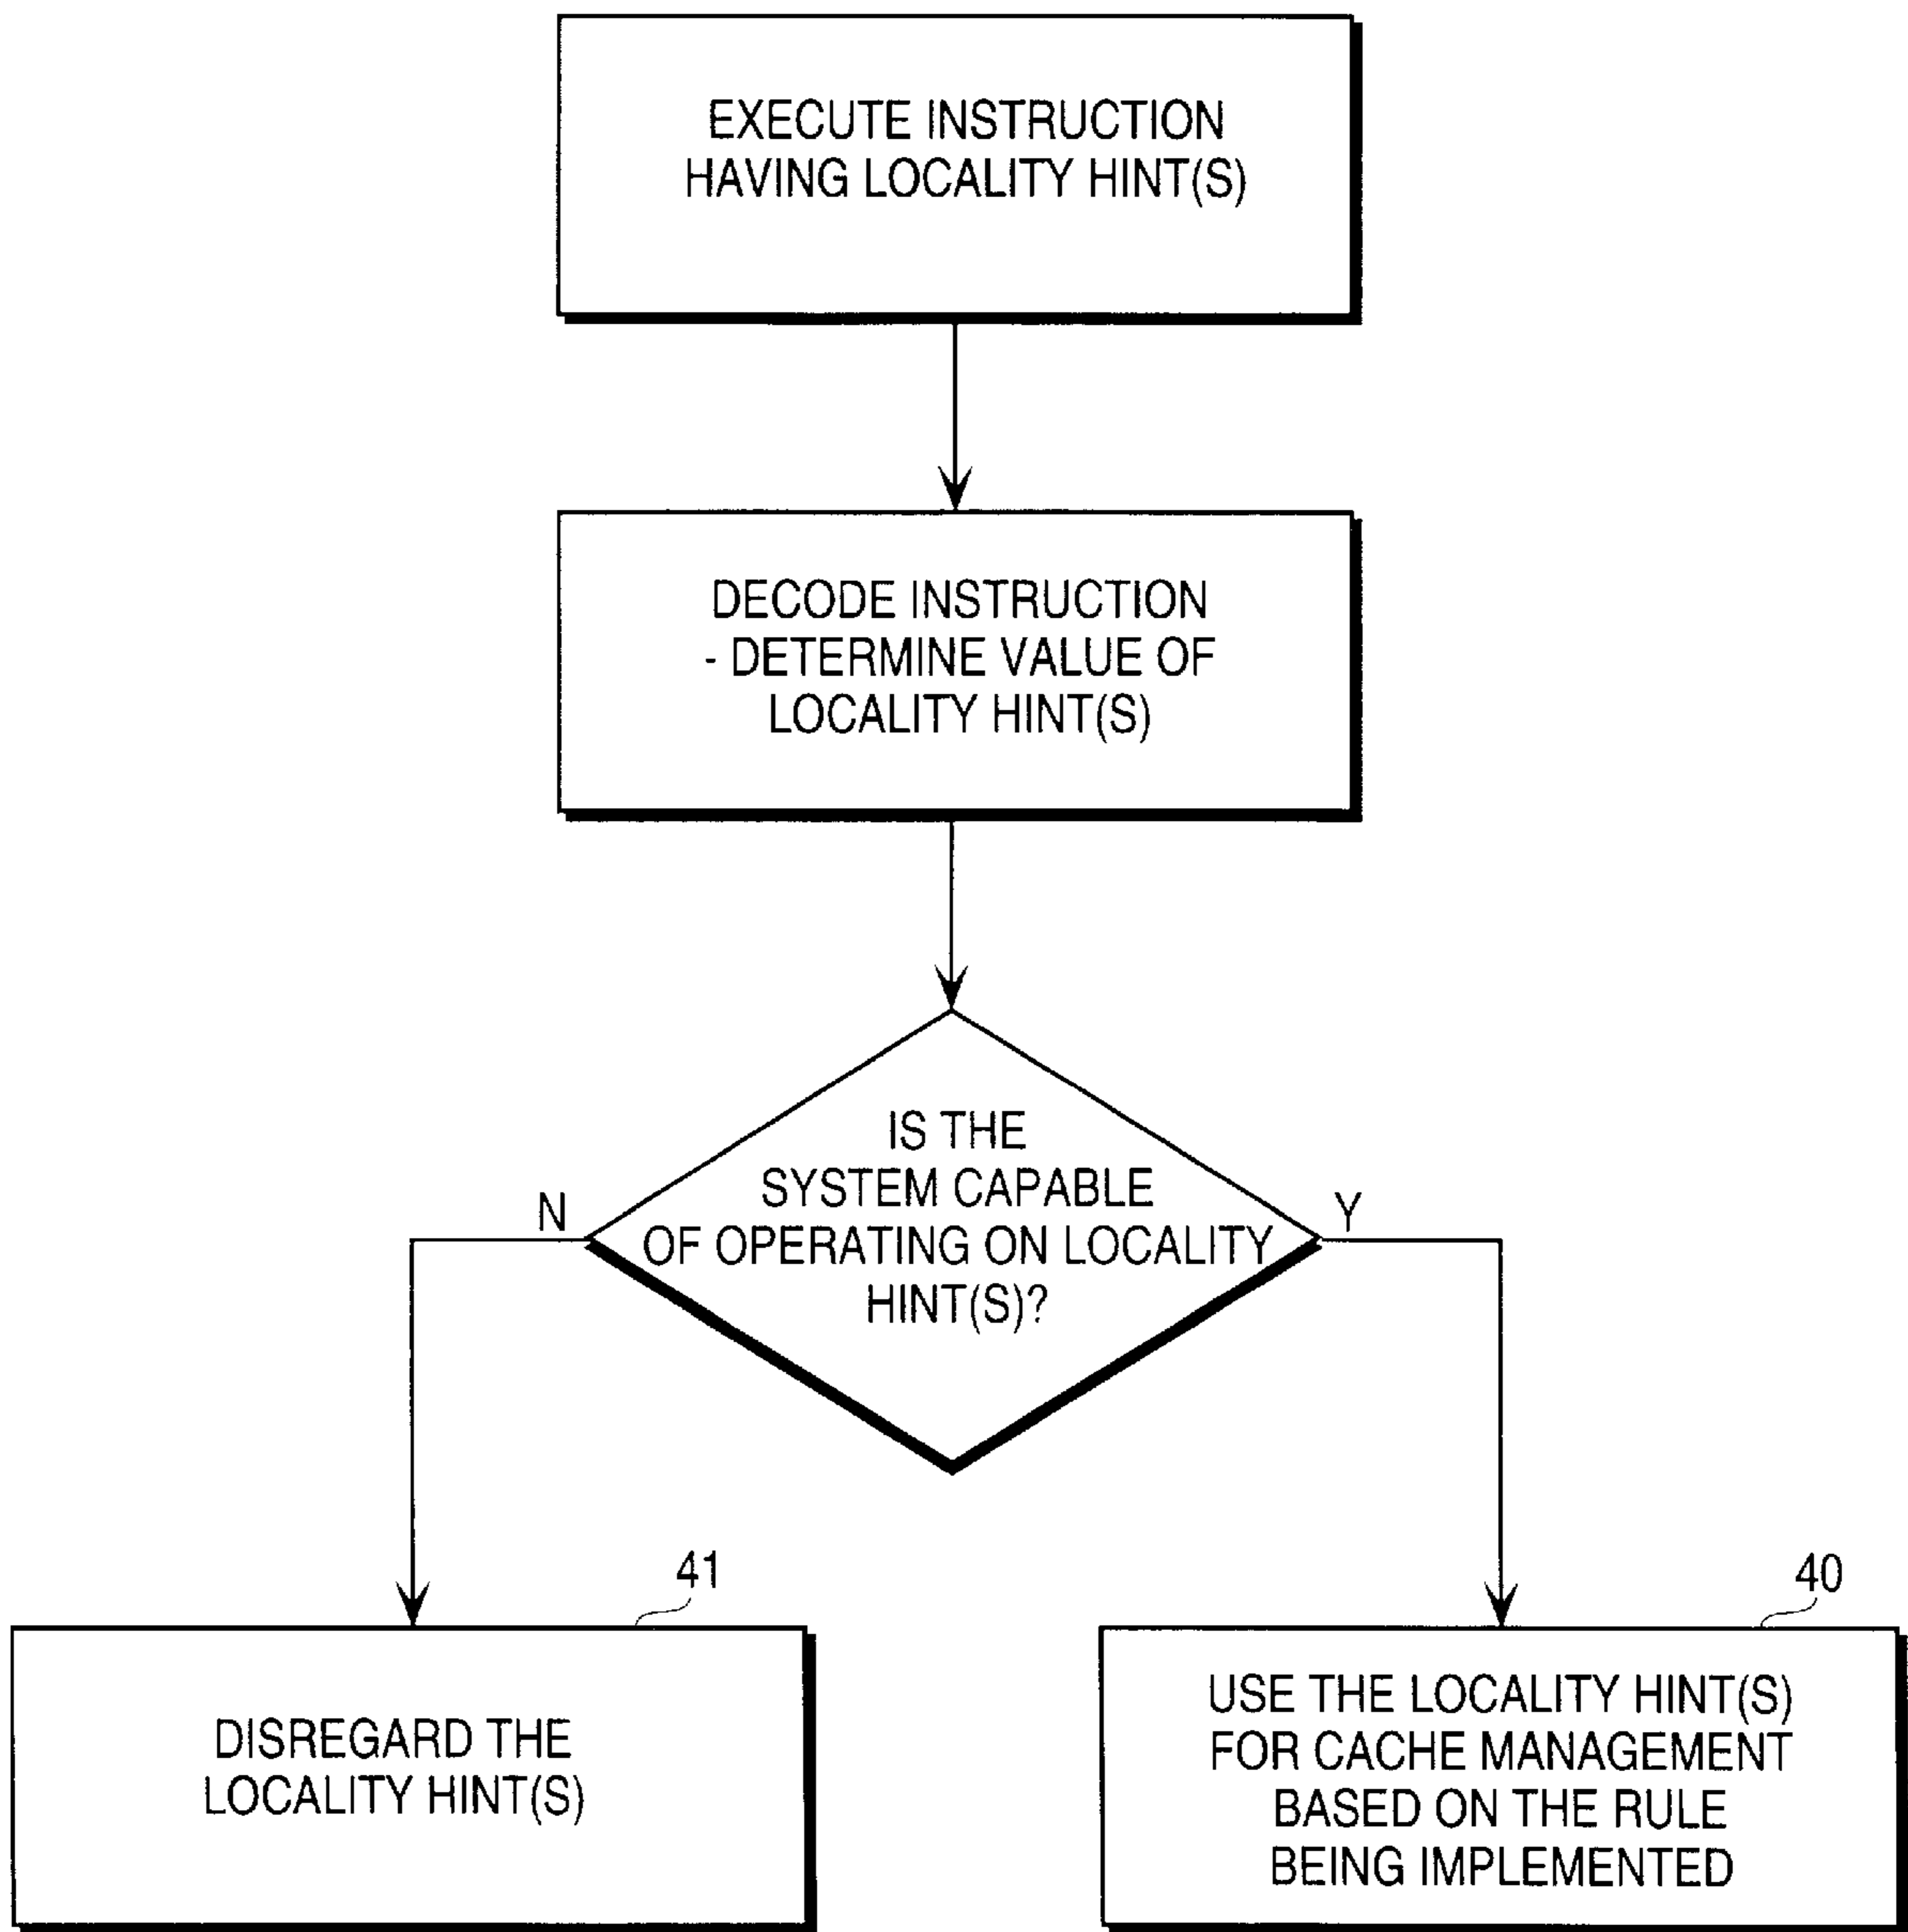 EXECUTE INSTRUCTION
HAVING LOCALITY HINT(S)
DECODE INSTRUCTION
- DETERMINE VALUE OF
LOCALITY HINT(S)
IS THE
SYSTEM CAPABLE
OF OPERATING ON LOCALITY
HINT(S)?
N
Y
41
DISREGARD THE
LOCALITY HINT(S)
40
USE THE LOCALITY HINT(S)
FOR CACHE MANAGEMENT
BASED ON THE RULE
BEING IMPLEMENTED